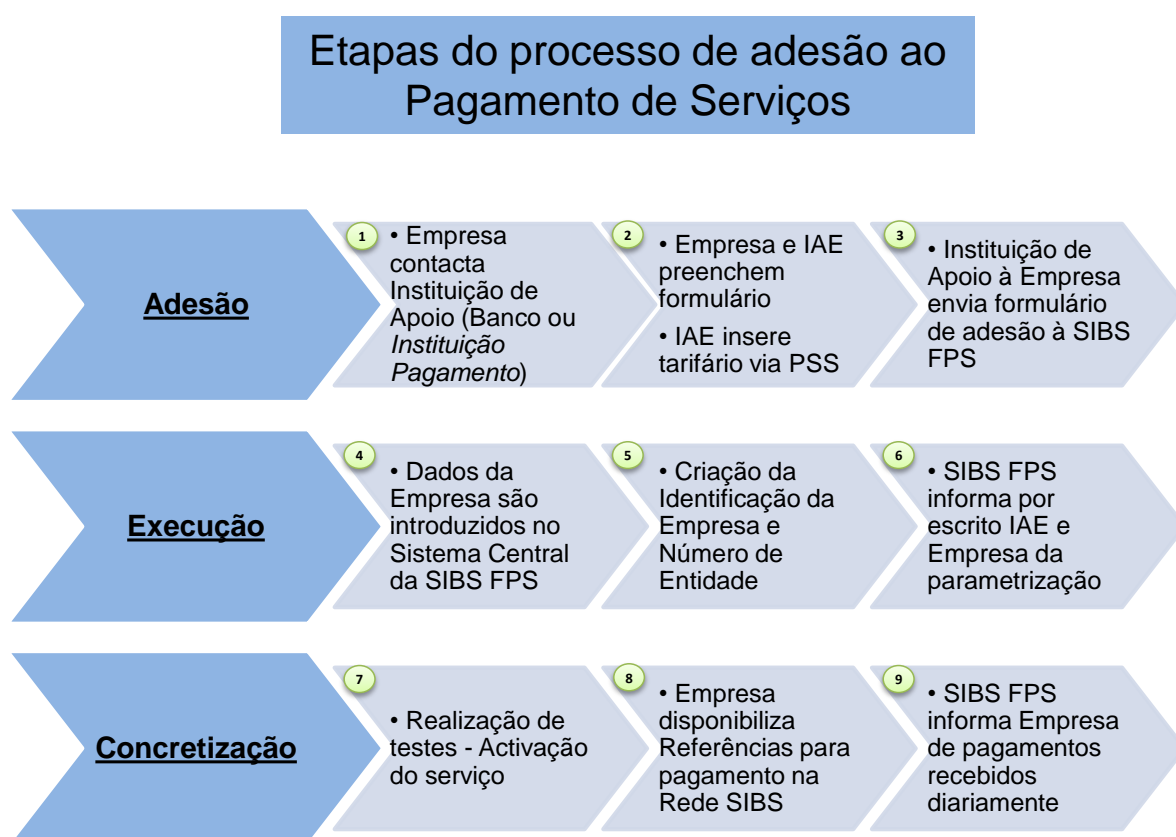 Etapas do processo de adesão ao
Pagamento de Serviços
Adesão
1
• Empresa
contacta
Instituição de
Apoio (Banco ou
Instituição
Pagamento)
2
• Empresa e IAE
preenchem
formulário
• IAE insere
tarifário via PSS
3
• Instituição de
Apoio à Empresa
envia formulário
de adesão à SIBS
FPS
Execução
4
• Dados da
Empresa são
introduzidos no
Sistema Central
da SIBS FPS
5
• Criação da
Identificação da
Empresa e
Número de
Entidade
6
• SIBS FPS
informa por
escrito IAE e
Empresa da
parametrização
Concretização
7
• Realização de
testes - Activação
do serviço
8
• Empresa
disponibiliza
Referências para
pagamento na
Rede SIBS
9
• SIBS FPS
informa Empresa
de pagamentos
recebidos
diariamente